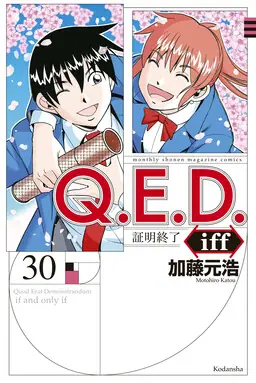 monthly shonen magazine comics
Q.E.D.
証明終了
iff
30
加藤元浩
Motohiro Katou
Quod Erat Demonstrandum
if and only if
Kodansha